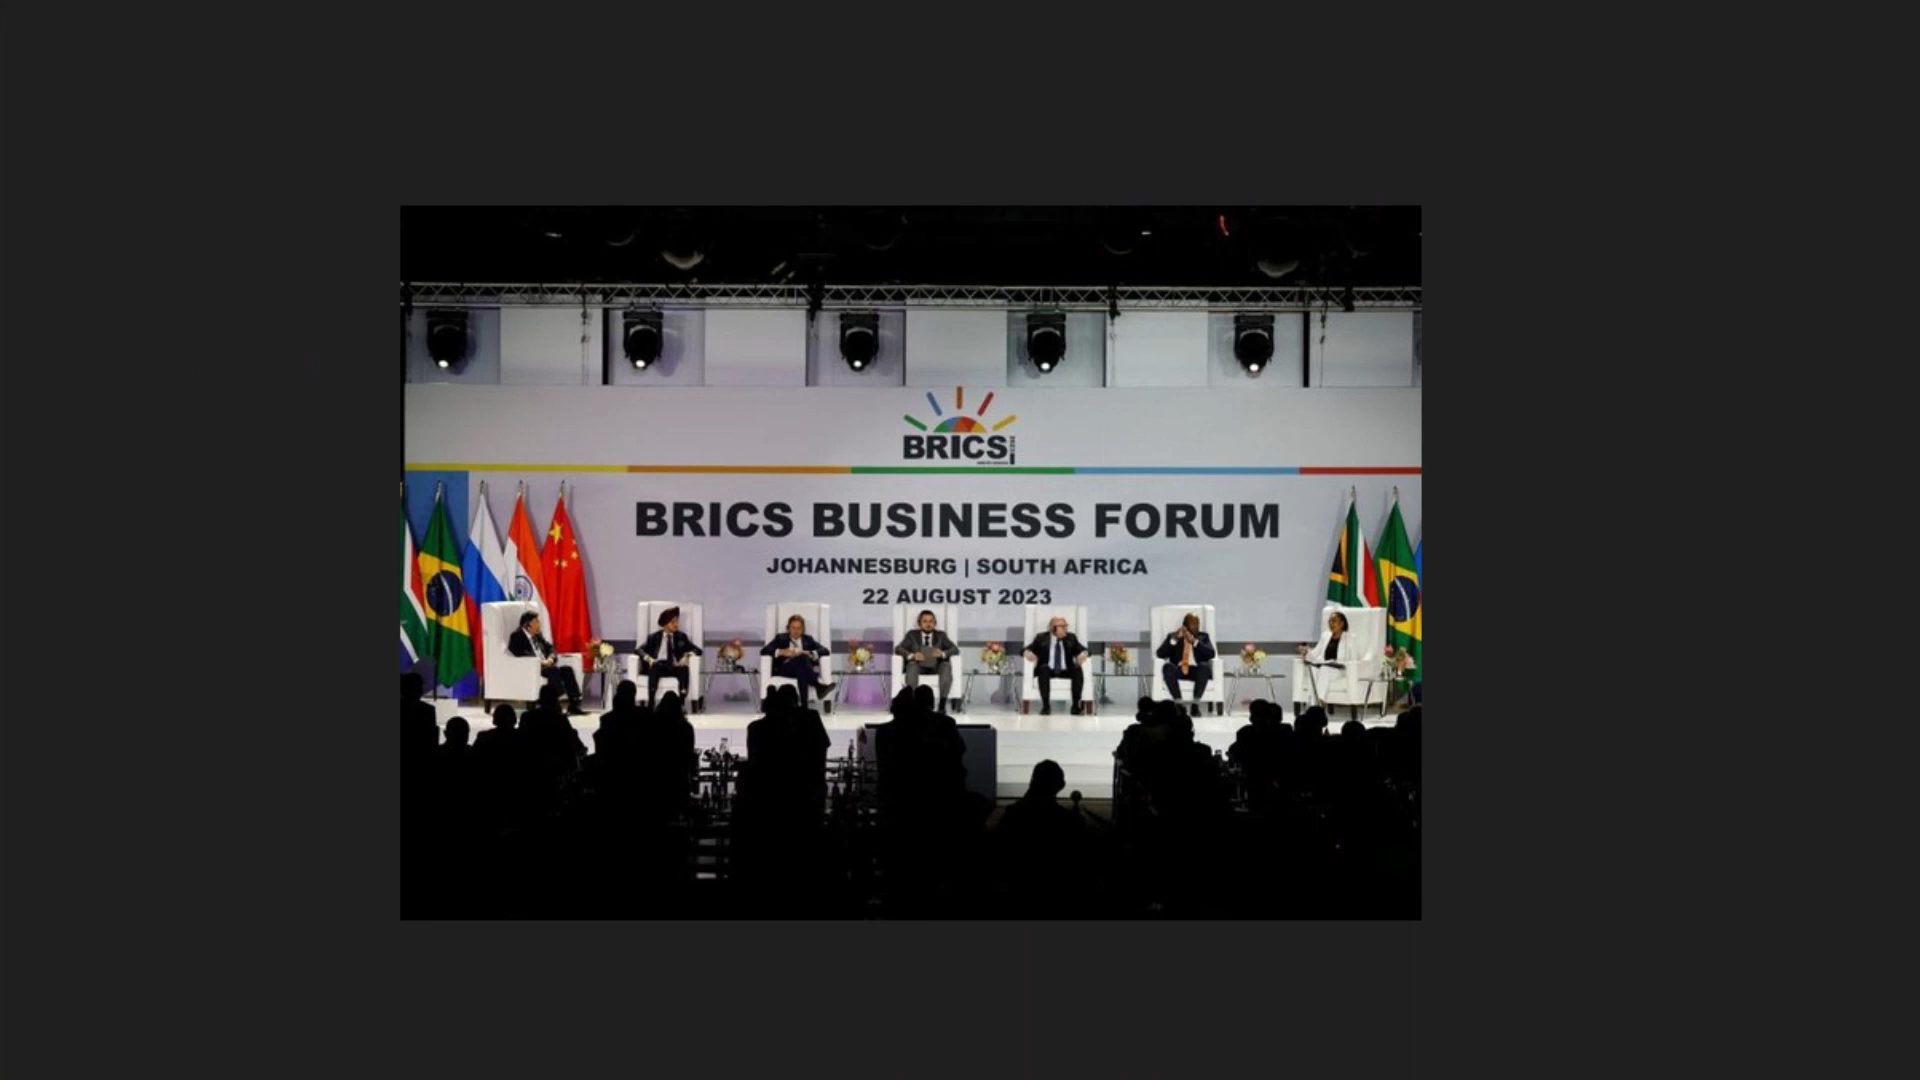 BRICS
BRICS BUSINESS FORUM
JOHANNESBURG | SOUTH AFRICA
22 AUGUST 2023